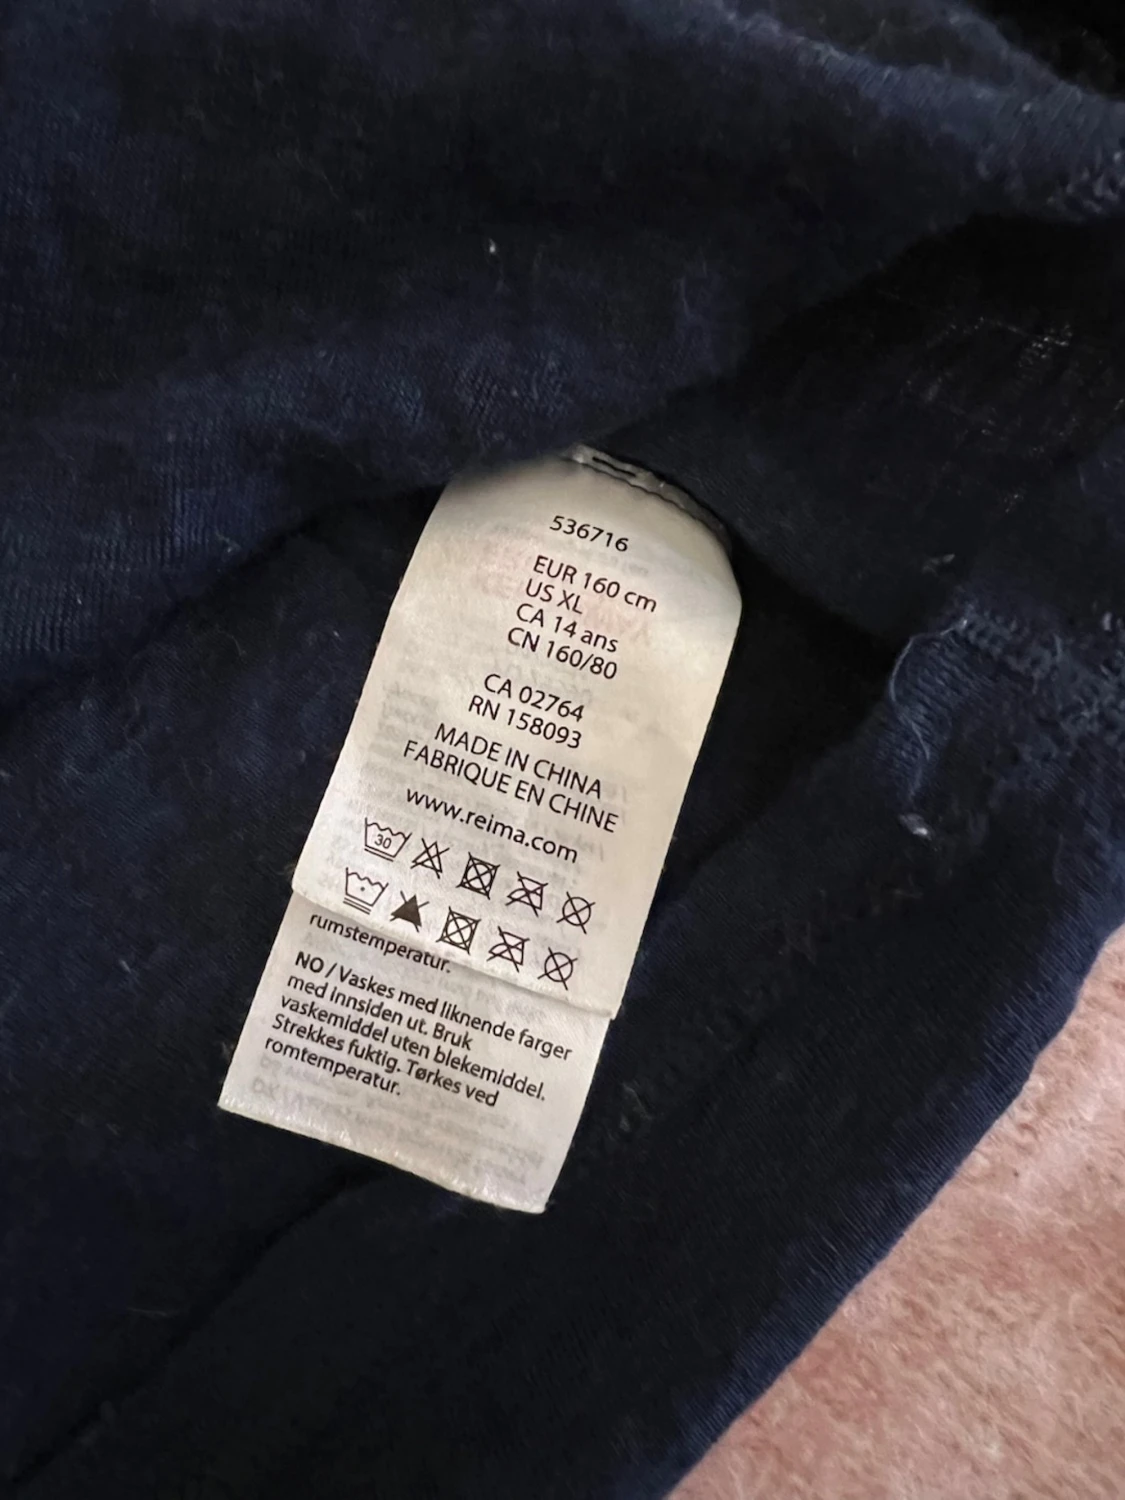 536716
EUR 160 cm
US XL
CA 14 ans
CN 160/80
CA 02764
RN 158093
MADE IN CHINA
FABRIQUE EN CHINE
www.reima.com
30
rumstemperatur.
NO / Vaskes med liknende farger
med innsiden ut. Bruk
vaskemiddel uten blekemiddel.
Strekkes fuktig. Tørkes ved
romtemperatur.